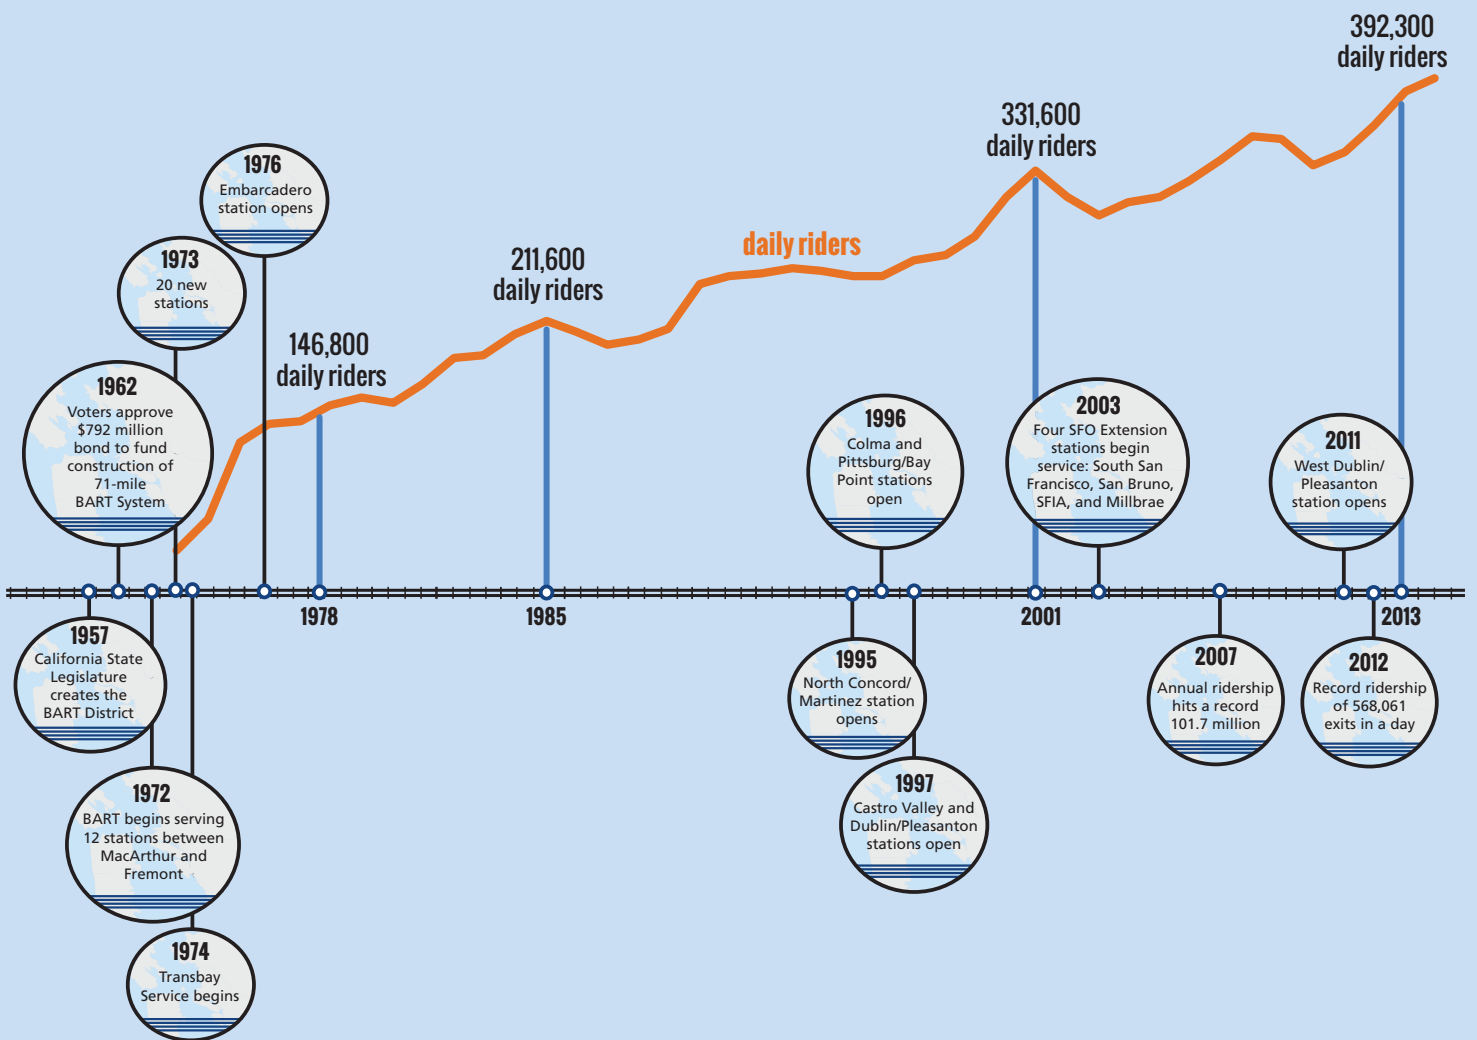 392,300
daily riders
331,600
daily riders
1976
Embarcadero
station opens
1973
20 new
stations
daily riders
211,600
daily riders
146,800
daily riders
1962
Voters approve
$792 million
bond to fund
construction of
71-mile
BART System
1996
Colma and
Pittsburg/Bay
Point stations
open
2003
Four SFO Extension
stations begin
service: South San
Francisco, San Bruno,
SFIA, and Millbrae
2011
West Dublin/
Pleasanton
station opens
1978
1985
2001
2013
1957
California State
Legislature
creates the
BART District
1995
North Concord/
Martinez station
opens
2007
Annual ridership
hits a record
101.7 million
2012
Record ridership
of 568,061
exits in a day
1972
BART begins serving
12 stations between
MacArthur and
Fremont
1997
Castro Valley and
Dublin/Pleasanton
stations open
1974
Transbay
Service begins